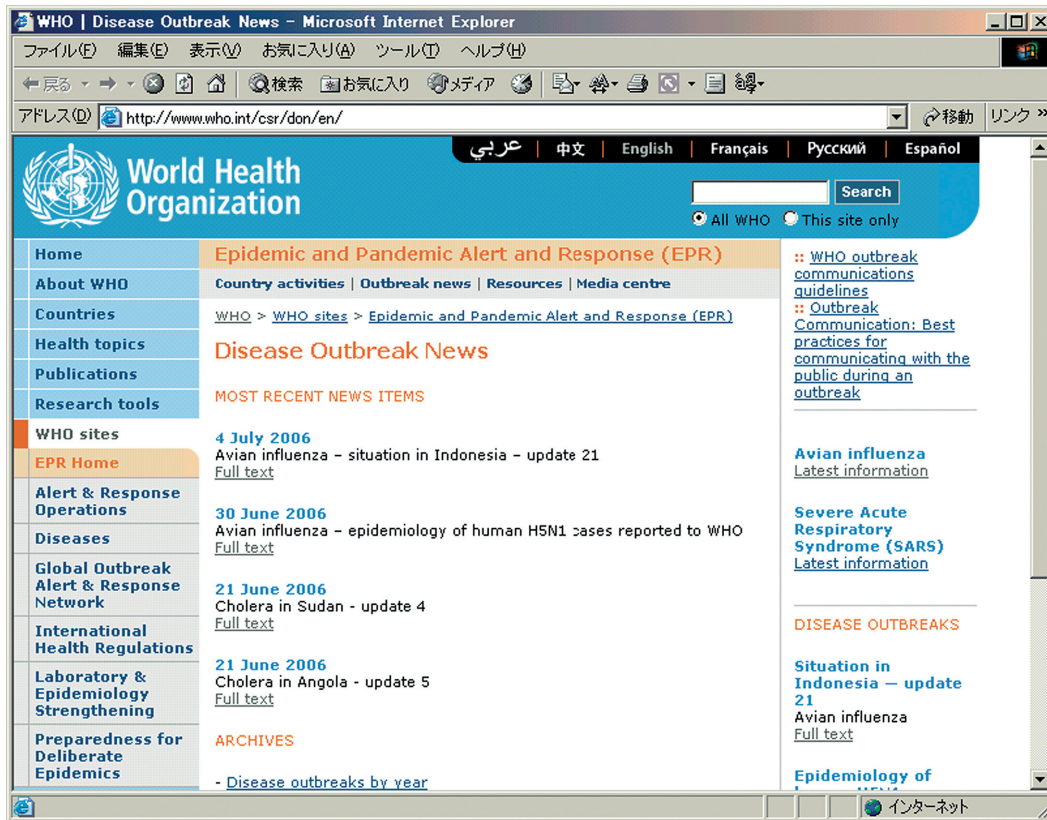 WHO | Disease Outbreak News - Microsoft Internet Explorer
ファイル(F) 編集(E) 表示(V) お気に入り(A) ツール(T) ヘルプ(H)
戻る 検索 お気に入り メディア
アドレス(D) http://www.who.int/csr/don/en/ 移動 リンク »
عربي | 中文 | English | Français | Русский | Español
World Health
Organization
Search
All WHO This site only
Home
About WHO
Countries
Health topics
Publications
Research tools
WHO sites
EPR Home
Alert & Response
Operations
Diseases
Global Outbreak
Alert & Response
Network
International
Health Regulations
Laboratory &
Epidemiology
Strengthening
Preparedness for
Deliberate
Epidemics
Epidemic and Pandemic Alert and Response (EPR)
Country activities | Outbreak news | Resources | Media centre
WHO > WHO sites > Epidemic and Pandemic Alert and Response (EPR)
Disease Outbreak News
MOST RECENT NEWS ITEMS
4 July 2006
Avian influenza – situation in Indonesia – update 21
Full text
30 June 2006
Avian influenza – epidemiology of human H5N1 cases reported to WHO
Full text
21 June 2006
Cholera in Sudan - update 4
Full text
21 June 2006
Cholera in Angola - update 5
Full text
ARCHIVES
- Disease outbreaks by year
:: WHO outbreak
communications
guidelines
:: Outbreak
Communication: Best
practices for
communicating with the
public during an
outbreak
Avian influenza
Latest information
Severe Acute
Respiratory
Syndrome (SARS)
Latest information
DISEASE OUTBREAKS
Situation in
Indonesia — update
21
Avian influenza
Full text
Epidemiology of
インターネット